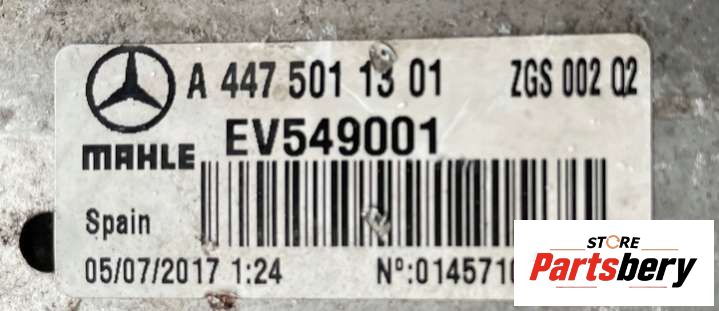 A 447 501 13 01 ZGS 002 Q2
MAHLE EV549001
Spain
05/07/2017 1:24 Nº:014571
STORE
Partsbery